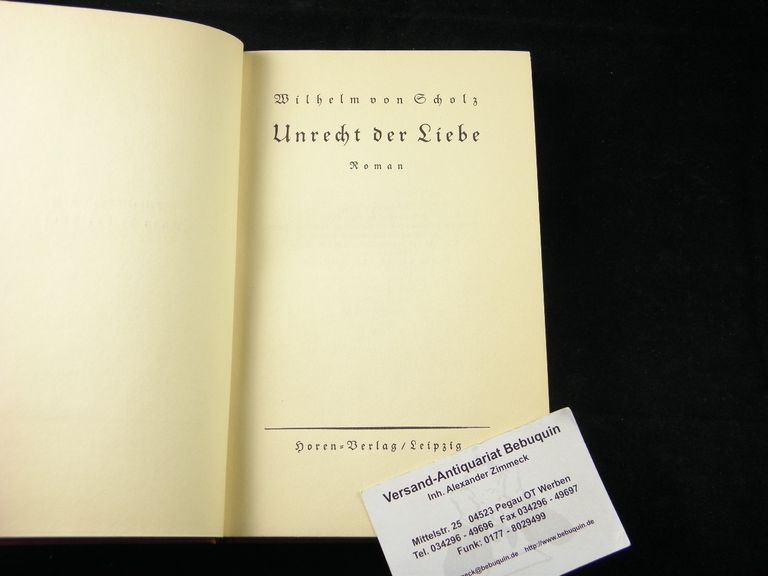 Wilhelm von Scholz
Unrecht der Liebe
Roman
Horen-Verlag/Leipzig
Versand-Antiquariat Bebuquin
Inh. Alexander Zimmeck
Mittelstr. 25 04523 Pegau OT Werben
Tel. 034296 - 49696 Fax 034296 - 49697
Funk: 0177 - 8029499
http://www.bebuquin.de